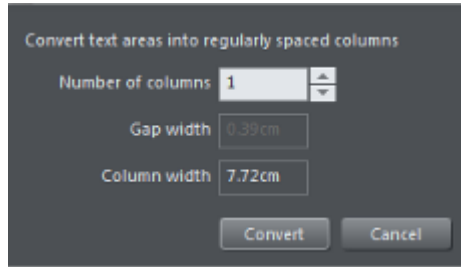 Convert text areas into regularly spaced columns
Number of columns 1
Gap width 0.39cm
Column width 7.72cm
Convert Cancel